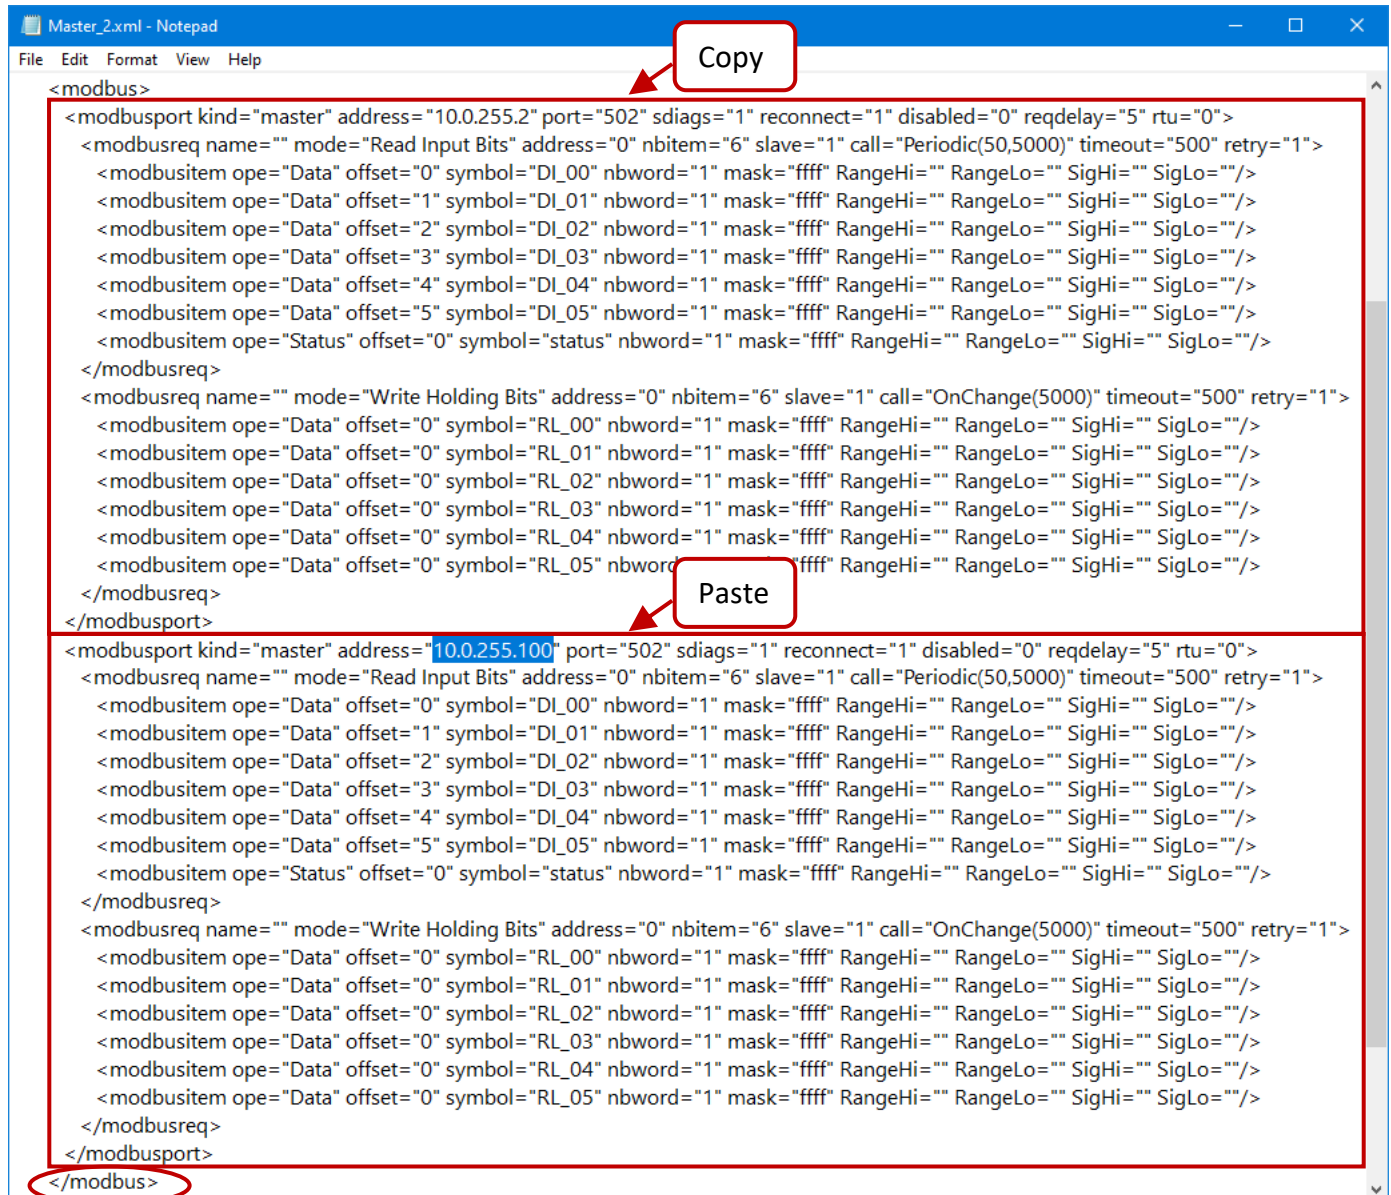 Master_2.xml - Notepad
Copy
File Edit Format View Help
<modbus>
<modbusport kind="master" address="10.0.255.2" port="502" sdiags="1" reconnect="1" disabled="0" reqdelay="5" rtu="0">
<modbusreq name="" mode="Read Input Bits" address="0" nbitem="6" slave="1" call="Periodic(50,5000)" timeout="500" retry="1">
<modbusitem ope="Data" offset="0" symbol="DI_00" nbword="1" mask="ffff" RangeHi="" RangeLo="" SigHi="" SigLo=""/>
<modbusitem ope="Data" offset="1" symbol="DI_01" nbword="1" mask="ffff" RangeHi="" RangeLo="" SigHi="" SigLo=""/>
<modbusitem ope="Data" offset="2" symbol="DI_02" nbword="1" mask="ffff" RangeHi="" RangeLo="" SigHi="" SigLo=""/>
<modbusitem ope="Data" offset="3" symbol="DI_03" nbword="1" mask="ffff" RangeHi="" RangeLo="" SigHi="" SigLo=""/>
<modbusitem ope="Data" offset="4" symbol="DI_04" nbword="1" mask="ffff" RangeHi="" RangeLo="" SigHi="" SigLo=""/>
<modbusitem ope="Data" offset="5" symbol="DI_05" nbword="1" mask="ffff" RangeHi="" RangeLo="" SigHi="" SigLo=""/>
<modbusitem ope="Status" offset="0" symbol="status" nbword="1" mask="ffff" RangeHi="" RangeLo="" SigHi="" SigLo=""/>
</modbusreq>
<modbusreq name="" mode="Write Holding Bits" address="0" nbitem="6" slave="1" call="OnChange(5000)" timeout="500" retry="1">
<modbusitem ope="Data" offset="0" symbol="RL_00" nbword="1" mask="ffff" RangeHi="" RangeLo="" SigHi="" SigLo=""/>
<modbusitem ope="Data" offset="0" symbol="RL_01" nbword="1" mask="ffff" RangeHi="" RangeLo="" SigHi="" SigLo=""/>
<modbusitem ope="Data" offset="0" symbol="RL_02" nbword="1" mask="ffff" RangeHi="" RangeLo="" SigHi="" SigLo=""/>
<modbusitem ope="Data" offset="0" symbol="RL_03" nbword="1" mask="ffff" RangeHi="" RangeLo="" SigHi="" SigLo=""/>
<modbusitem ope="Data" offset="0" symbol="RL_04" nbword="1" mask="ffff" RangeHi="" RangeLo="" SigHi="" SigLo=""/>
<modbusitem ope="Data" offset="0" symbol="RL_05" nbword "ffff" RangeHi="" RangeLo="" SigHi="" SigLo=""/>
</modbusreq>
Paste
</modbusport>
<modbusport kind="master" address="10.0.255.100" port="502" sdiags="1" reconnect="1" disabled="0" reqdelay="5" rtu="0">
<modbusreq name="" mode="Read Input Bits" address="0" nbitem="6" slave="1" call="Periodic(50,5000)" timeout="500" retry="1">
<modbusitem ope="Data" offset="0" symbol="DI_00" nbword="1" mask="ffff" RangeHi="" RangeLo="" SigHi="" SigLo=""/>
<modbusitem ope="Data" offset="1" symbol="DI_01" nbword="1" mask="ffff" RangeHi="" RangeLo="" SigHi="" SigLo=""/>
<modbusitem ope="Data" offset="2" symbol="DI_02" nbword="1" mask="ffff" RangeHi="" RangeLo="" SigHi="" SigLo=""/>
<modbusitem ope="Data" offset="3" symbol="DI_03" nbword="1" mask="ffff" RangeHi="" RangeLo="" SigHi="" SigLo=""/>
<modbusitem ope="Data" offset="4" symbol="DI_04" nbword="1" mask="ffff" RangeHi="" RangeLo="" SigHi="" SigLo=""/>
<modbusitem ope="Data" offset="5" symbol="DI_05" nbword="1" mask="ffff" RangeHi="" RangeLo="" SigHi="" SigLo=""/>
<modbusitem ope="Status" offset="0" symbol="status" nbword="1" mask="ffff" RangeHi="" RangeLo="" SigHi="" SigLo=""/>
</modbusreq>
<modbusreq name="" mode="Write Holding Bits" address="0" nbitem="6" slave="1" call="OnChange(5000)" timeout="500" retry="1">
<modbusitem ope="Data" offset="0" symbol="RL_00" nbword="1" mask="ffff" RangeHi="" RangeLo="" SigHi="" SigLo=""/>
<modbusitem ope="Data" offset="0" symbol="RL_01" nbword="1" mask="ffff" RangeHi="" RangeLo="" SigHi="" SigLo=""/>
<modbusitem ope="Data" offset="0" symbol="RL_02" nbword="1" mask="ffff" RangeHi="" RangeLo="" SigHi="" SigLo=""/>
<modbusitem ope="Data" offset="0" symbol="RL_03" nbword="1" mask="ffff" RangeHi="" RangeLo="" SigHi="" SigLo=""/>
<modbusitem ope="Data" offset="0" symbol="RL_04" nbword="1" mask="ffff" RangeHi="" RangeLo="" SigHi="" SigLo=""/>
<modbusitem ope="Data" offset="0" symbol="RL_05" nbword="1" mask="ffff" RangeHi="" RangeLo="" SigHi="" SigLo=""/>
</modbusreq>
</modbusport>
</modbus>